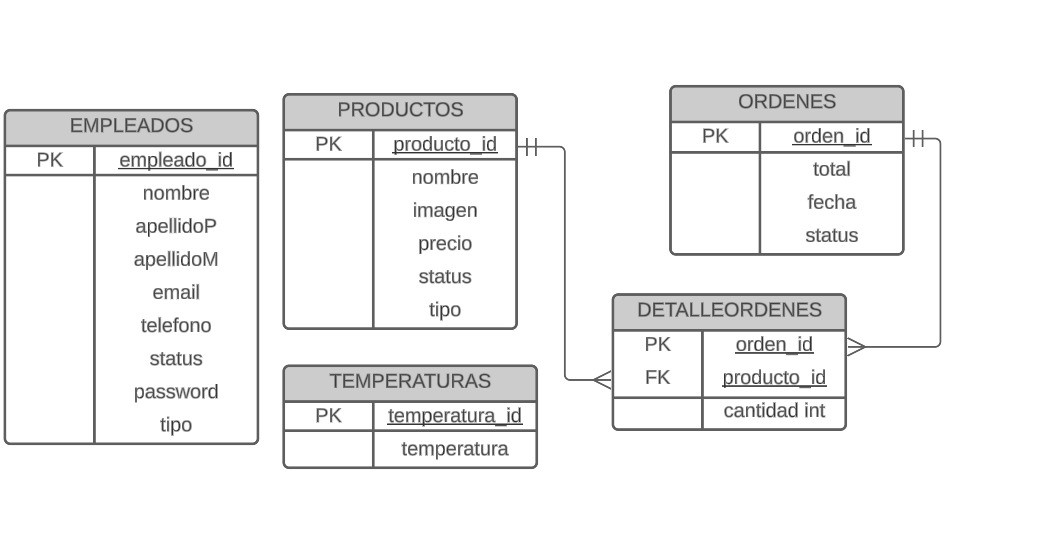 EMPLEADOS
PK empleado_id
nombre
apellidoP
apellidoM
email
telefono
status
password
tipo
PRODUCTOS
PK producto_id
nombre
imagen
precio
status
tipo
TEMPERATURAS
PK temperatura_id
temperatura
ORDENES
PK orden_id
total
fecha
status
DETALLEORDENES
PK orden_id
FK producto_id
cantidad int